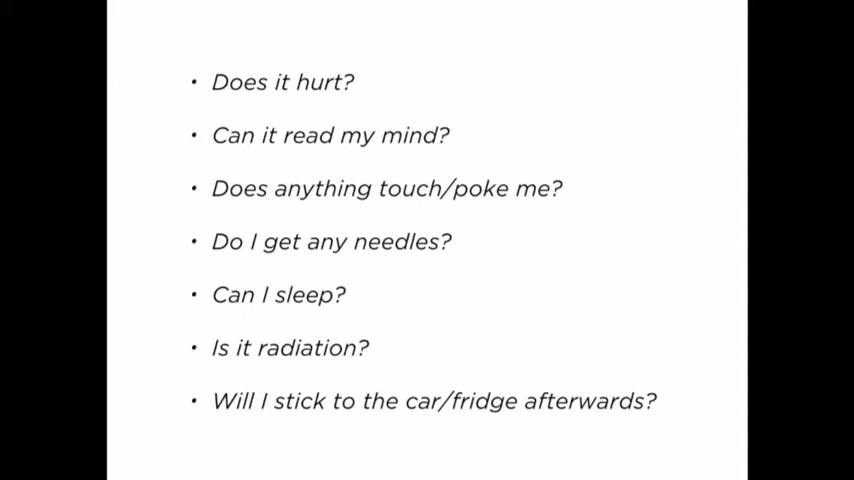 • Does it hurt?
• Can it read my mind?
• Does anything touch/poke me?
• Do I get any needles?
• Can I sleep?
• Is it radiation?
• Will I stick to the car/fridge afterwards?